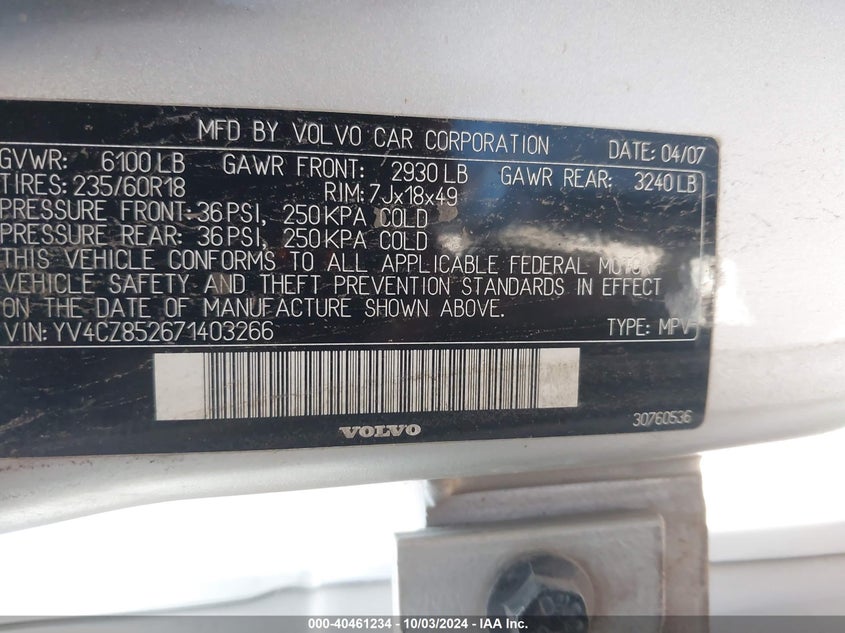 MFD BY VOLVO CAR CORPORATION DATE: 04/07
GVWR: 6100 LB GAWR FRONT: 2930 LB GAWR REAR: 3240 LB
TIRES: 235/60R18 RIM: 7Jx18x49
PRESSURE FRONT: 36 PSI, 250 KPA COLD
PRESSURE REAR: 36 PSI, 250 KPA COLD
THIS VEHICLE CONFORMS TO ALL APPLICABLE FEDERAL MOTOR
VEHICLE SAFETY AND THEFT PREVENTION STANDARDS IN EFFECT
ON THE DATE OF MANUFACTURE SHOWN ABOVE.
VIN: YV4CZ852671403266 TYPE: MPV
VOLVO 30760536
000-40461234 - 10/03/2024 - IAA Inc.